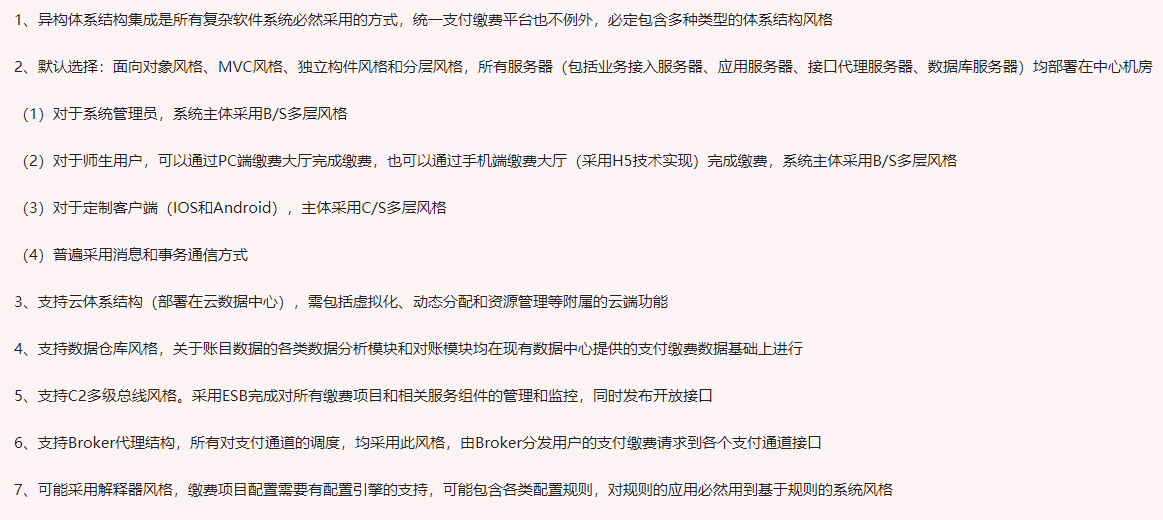 1、异构体系结构集成是所有复杂软件系统必然采用的方式，统一支付缴费平台也不例外，必定包含多种类型的体系结构风格
2、默认选择：面向对象风格、MVC风格、独立构件风格和分层风格，所有服务器（包括业务接入服务器、应用服务器、接口代理服务器、数据库服务器）均部署在中心机房
（1）对于系统管理员，系统主体采用B/S多层风格
（2）对于师生用户，可以通过PC端缴费大厅完成缴费，也可以通过手机端缴费大厅（采用H5技术实现）完成缴费，系统主体采用B/S多层风格
（3）对于定制客户端（IOS和Android），主体采用C/S多层风格
（4）普遍采用消息和事务通信方式
3、支持云体系结构（部署在云数据中心），需包括虚拟化、动态分配和资源管理等附属的云端功能
4、支持数据仓库风格，关于账目数据的各类数据分析模块和对账模块均在现有数据中心提供的支付缴费数据基础上进行
5、支持C2多级总线风格。采用ESB完成对所有缴费项目和相关服务组件的管理和监控，同时发布开放接口
6、支持Broker代理结构，所有对支付通道的调度，均采用此风格，由Broker分发用户的支付缴费请求到各个支付通道接口
7、可能采用解释器风格，缴费项目配置需要有配置引擎的支持，可能包含各类配置规则，对规则的应用必然用到基于规则的系统风格